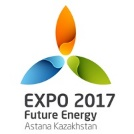 EXPO 2017
Future Energy
Astana Kazakhstan